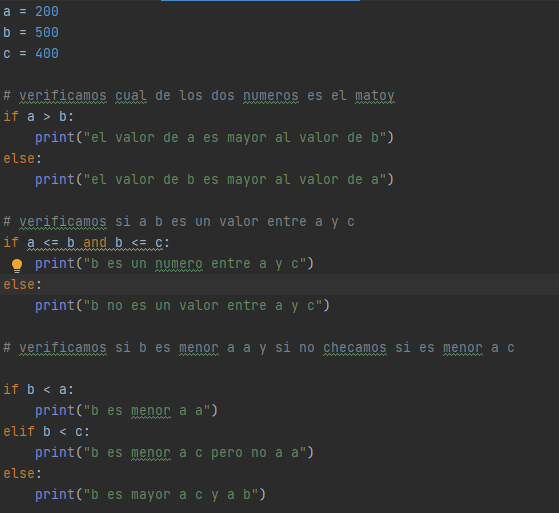 a = 200
b = 500
c = 400
# verificamos cual de los dos numeros es el matoy
if a > b:
    print("el valor de a es mayor al valor de b")
else:
    print("el valor de b es mayor al valor de a")
# verificamos si a b es un valor entre a y c
if a <= b and b <= c:
    print("b es un numero entre a y c")
else:
    print("b no es un valor entre a y c")
# verificamos si b es menor a a y si no checamos si es menor a c
if b < a:
    print("b es menor a a")
elif b < c:
    print("b es menor a c pero no a a")
else:
    print("b es mayor a c y a b")